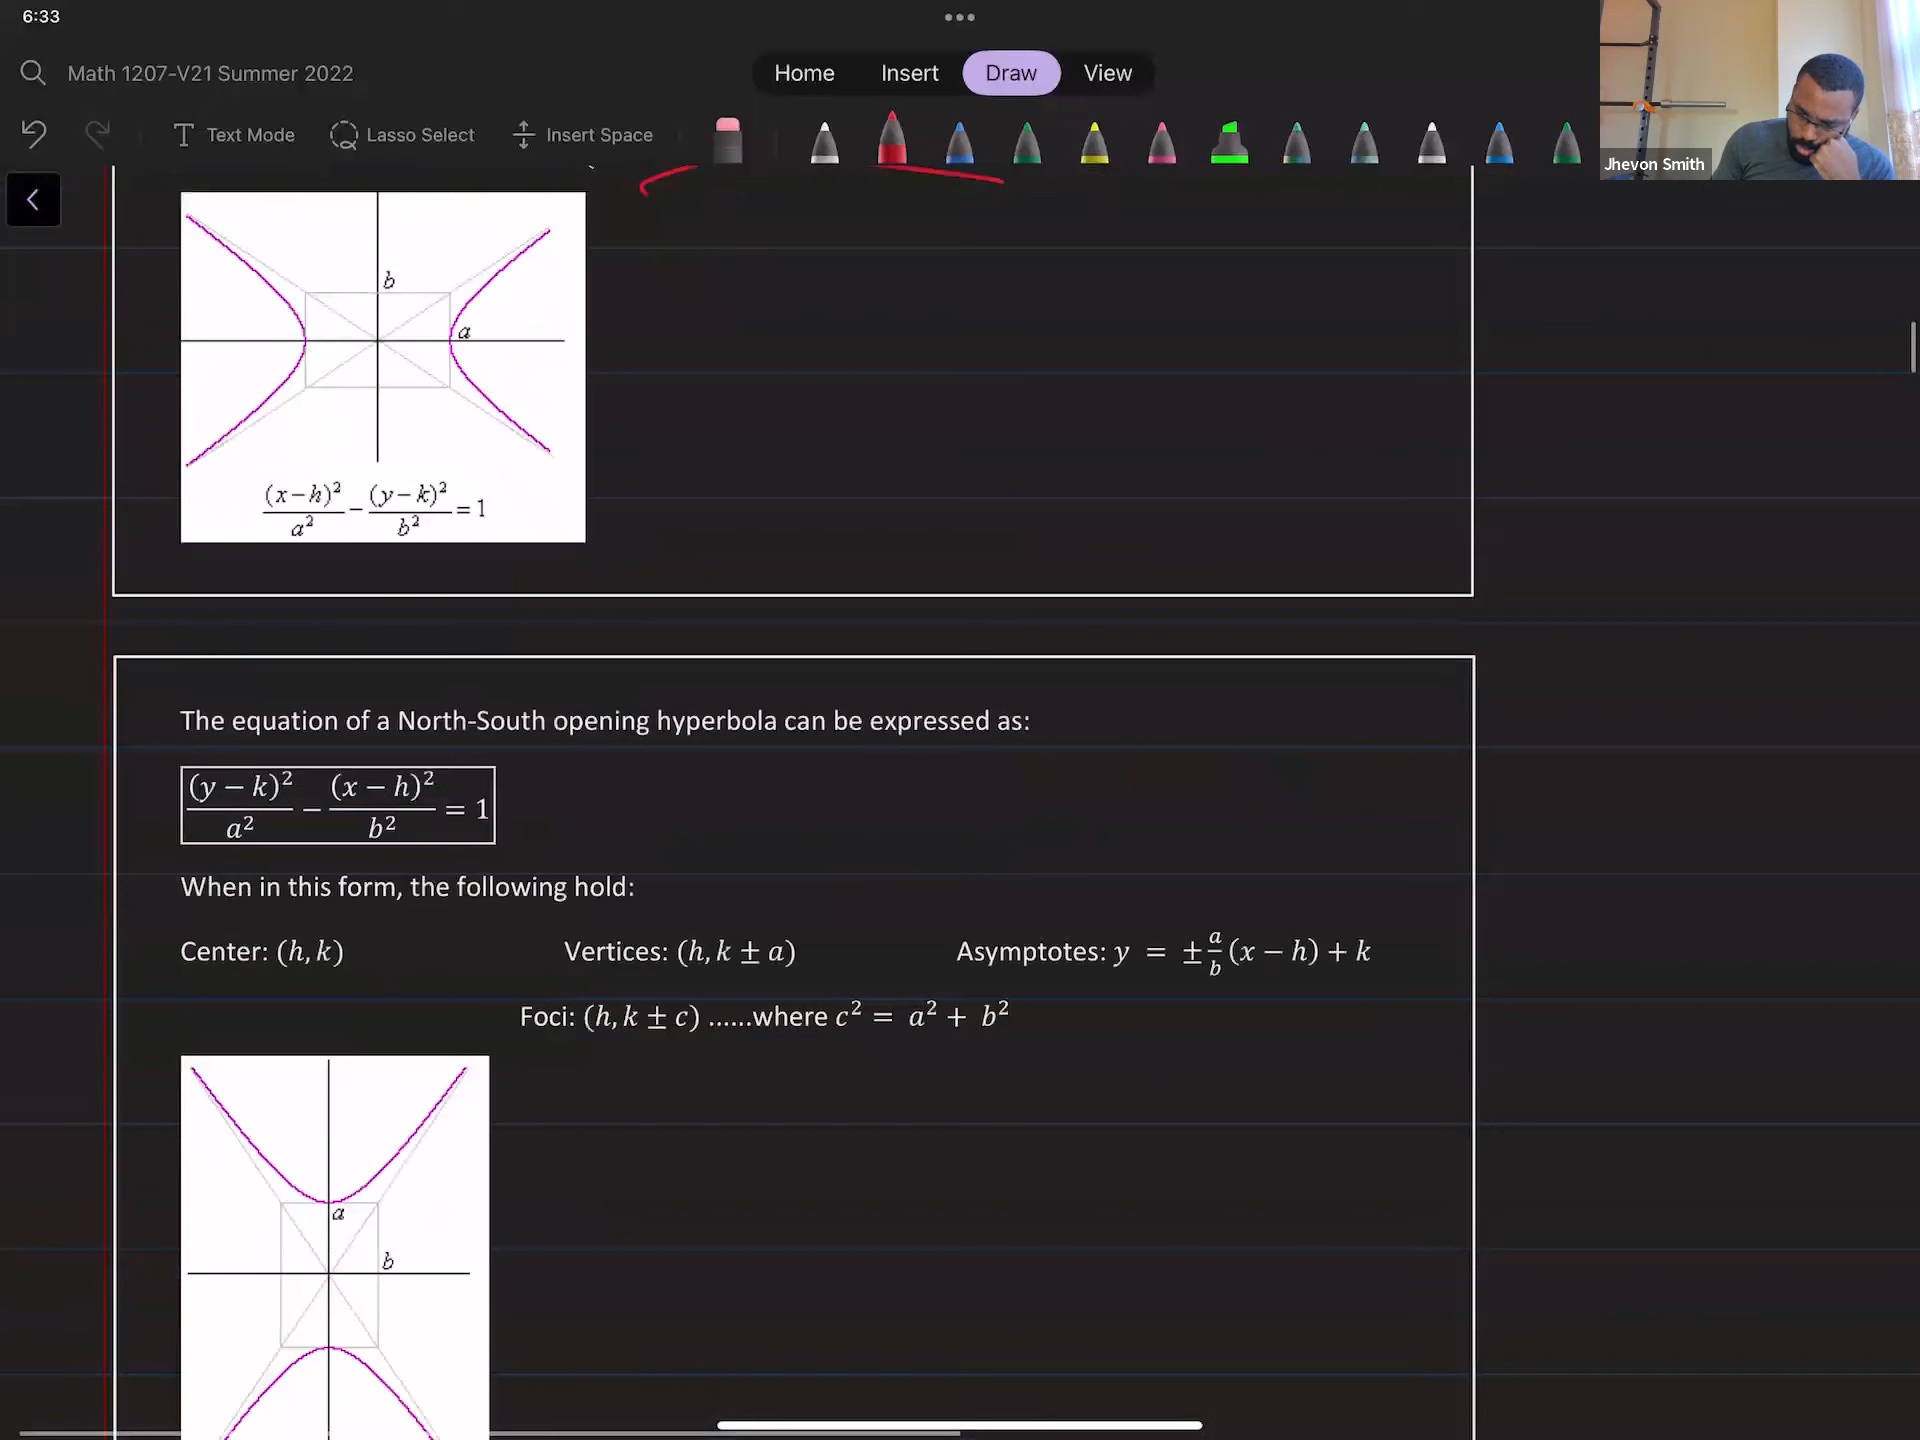 6:33
Math 1207-V21 Summer 2022
Home Insert Draw View
Text Mode Lasso Select Insert Space
Jhevon Smith
b
a
(x−h)²/a² − (y−k)²/b² = 1
The equation of a North-South opening hyperbola can be expressed as:
(y − k)²/a² − (x − h)²/b² = 1
When in this form, the following hold:
Center: (h, k) Vertices: (h, k ± a) Asymptotes: y = ±a/b(x − h) + k
Foci: (h, k ± c) ......where c² = a² + b²
a
b